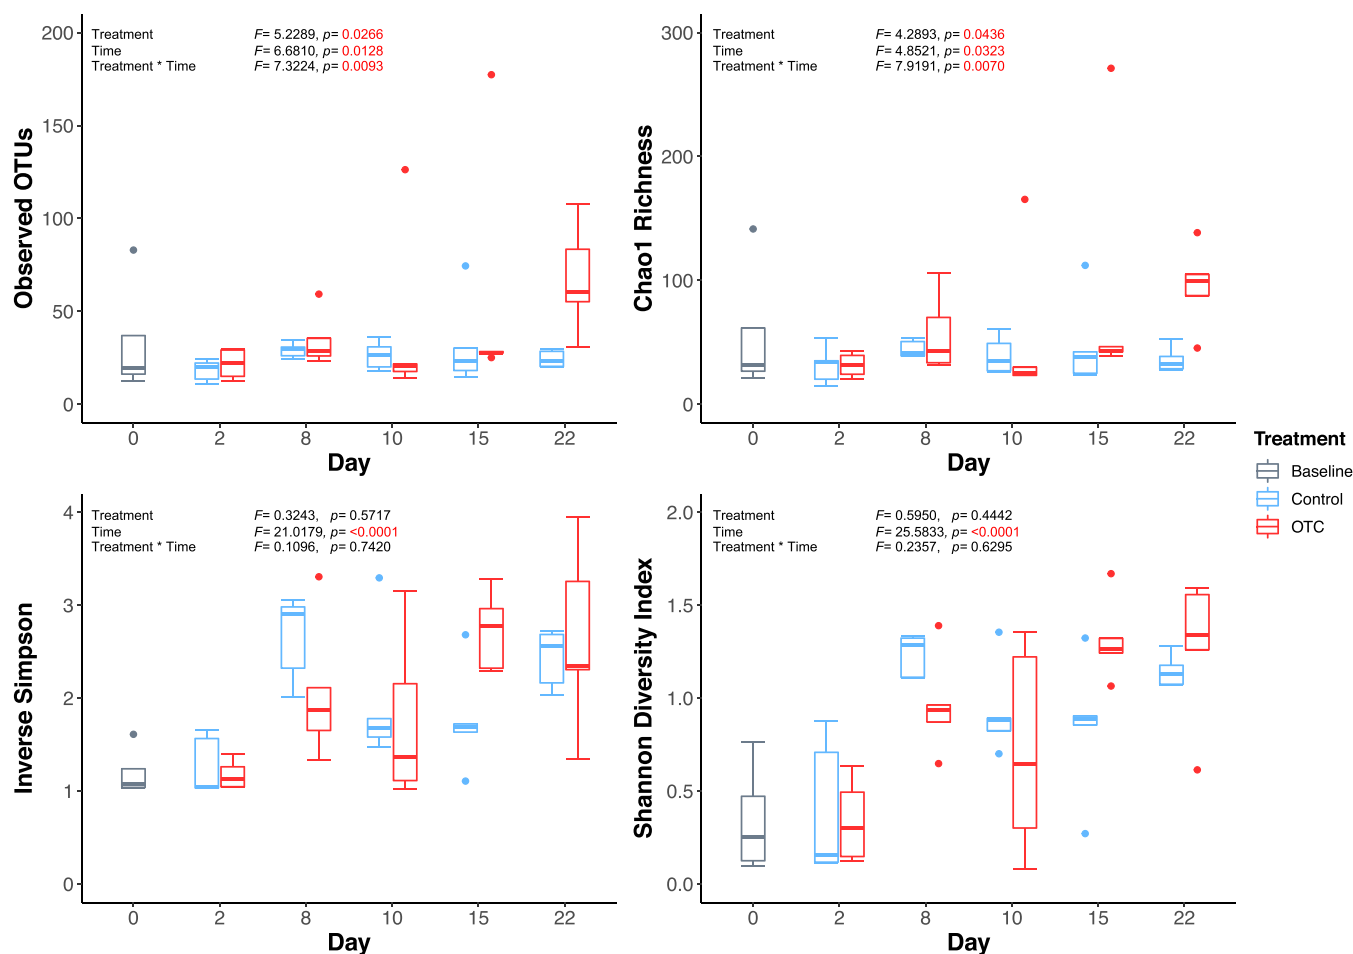 Observed OTUs
200
150
100
50
0
Treatment F= 5.2289, p= 0.0266
Time F= 6.6810, p= 0.0128
Treatment * Time F= 7.3224, p= 0.0093
0 2 8 10 15 22
Day
Chao1 Richness
300
200
100
0
Treatment F= 4.2893, p= 0.0436
Time F= 4.8521, p= 0.0323
Treatment * Time F= 7.9191, p= 0.0070
0 2 8 10 15 22
Day
Inverse Simpson
4
3
2
1
0
Treatment F= 0.3243, p= 0.5717
Time F= 21.0179, p= <0.0001
Treatment * Time F= 0.1096, p= 0.7420
0 2 8 10 15 22
Day
Shannon Diversity Index
2.0
1.5
1.0
0.5
0.0
Treatment F= 0.5950, p= 0.4442
Time F= 25.5833, p= <0.0001
Treatment * Time F= 0.2357, p= 0.6295
0 2 8 10 15 22
Day
Treatment
Baseline
Control
OTC